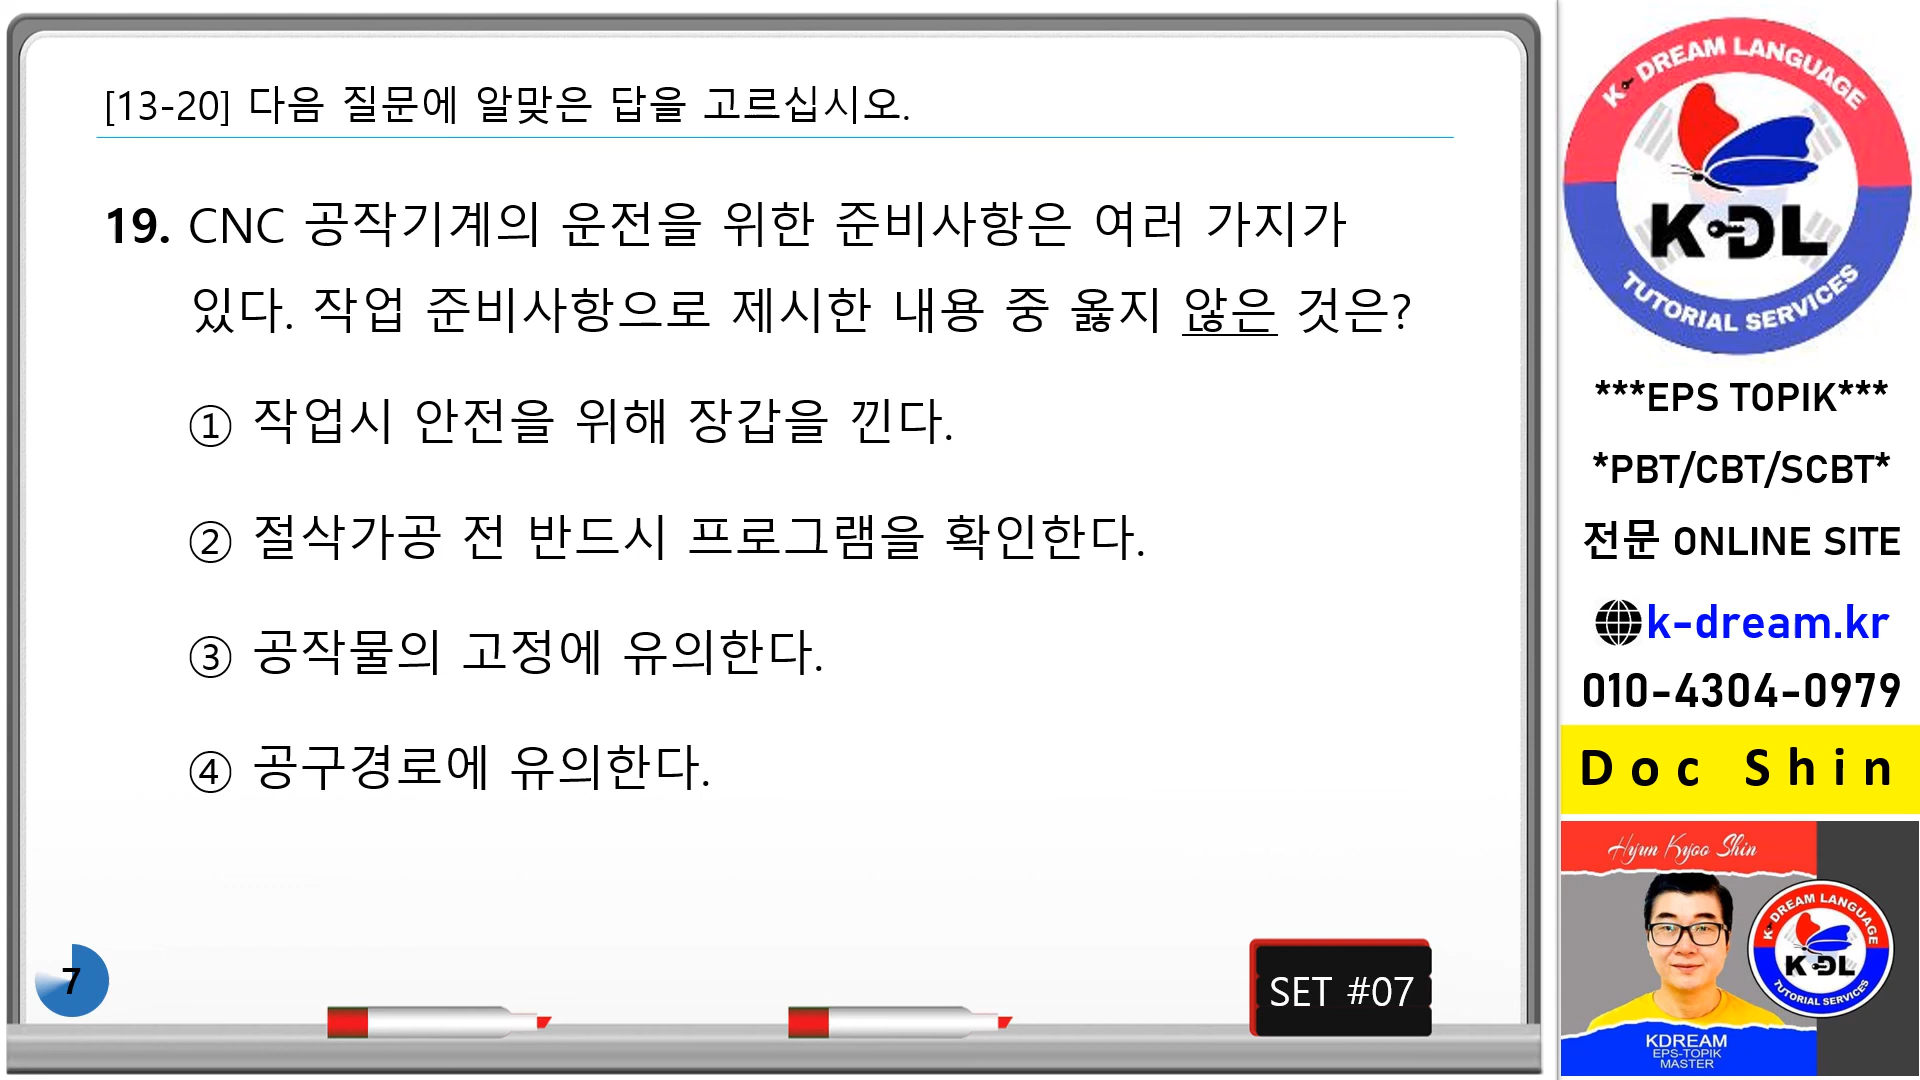 [13-20] 다음 질문에 알맞은 답을 고르십시오.
19. CNC 공작기계의 운전을 위한 준비사항은 여러 가지가
있다. 작업 준비사항으로 제시한 내용 중 옳지 않은 것은?
① 작업시 안전을 위해 장갑을 낀다.
② 절삭가공 전 반드시 프로그램을 확인한다.
③ 공작물의 고정에 유의한다.
④ 공구경로에 유의한다.
7
SET #07
K DREAM LANGUAGE
K DL
TUTORIAL SERVICES
***EPS TOPIK***
*PBT/CBT/SCBT*
전문 ONLINE SITE
k-dream.kr
010-4304-0979
Doc Shin
Hyun Kyoo Shin
K DREAM LANGUAGE
K DL
TUTORIAL SERVICES
KDREAM
EPS-TOPIK
MASTER